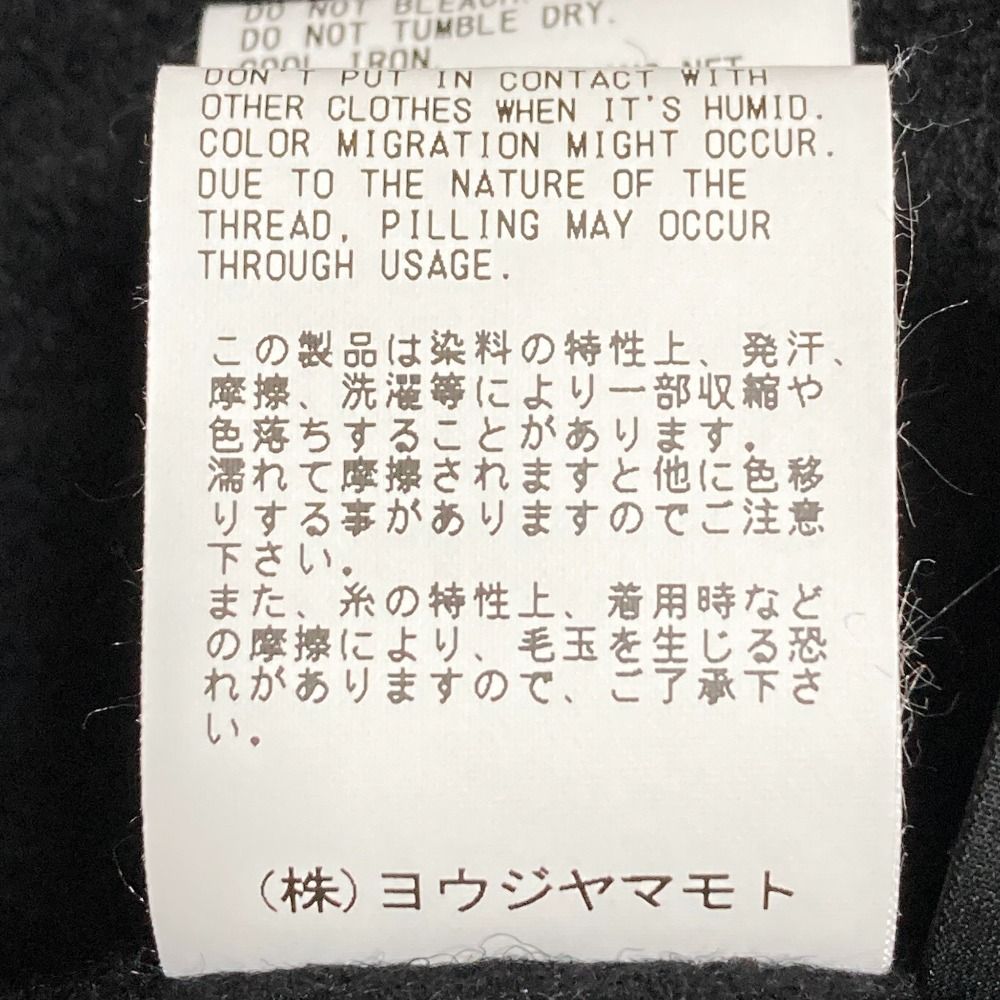 DO NOT BLEACH.
DO NOT TUMBLE DRY.
COOL IRON.
NET
DON'T PUT IN CONTACT WITH
OTHER CLOTHES WHEN IT'S HUMID.
COLOR MIGRATION MIGHT OCCUR.
DUE TO THE NATURE OF THE
THREAD, PILLING MAY OCCUR
THROUGH USAGE.
この製品は染料の特性上、発汗、
摩擦、洗濯等により一部収縮や
色落ちすることがあります。
濡れて摩擦されますと他に色移
りする事がありますのでご注意
下さい。
また、糸の特性上、着用時など
の摩擦により、毛玉を生じる恐
れがありますので、ご了承下さ
い。
(株)ヨウジヤマモト